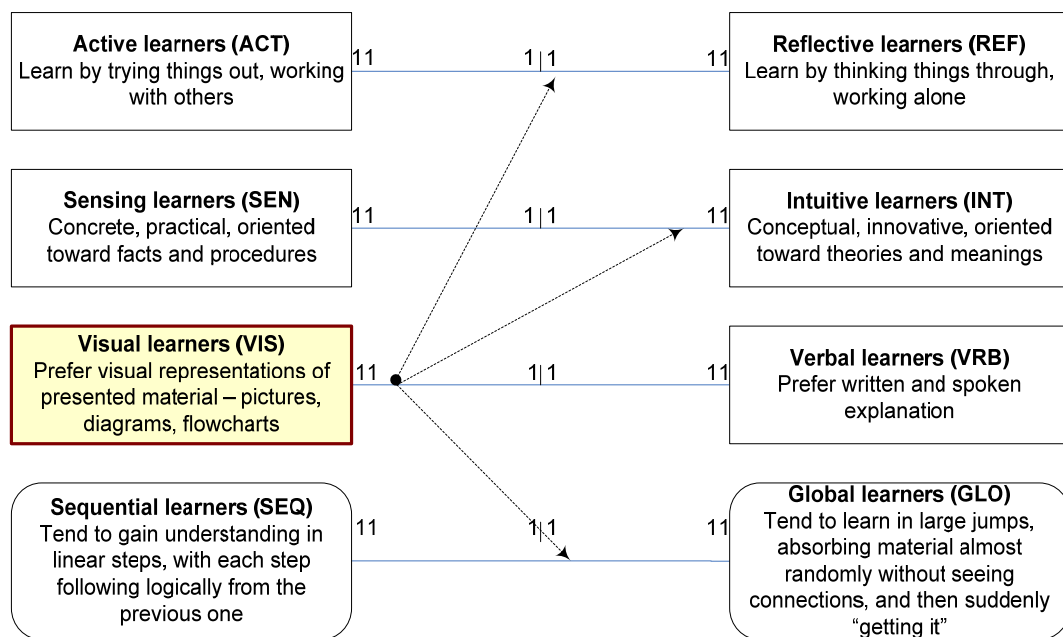 Active learners (ACT)
Learn by trying things out, working
with others
11
1|1
11
Reflective learners (REF)
Learn by thinking things through,
working alone
Sensing learners (SEN)
Concrete, practical, oriented
toward facts and procedures
11
1|1
11
Intuitive learners (INT)
Conceptual, innovative, oriented
toward theories and meanings
Visual learners (VIS)
Prefer visual representations of
presented material – pictures,
diagrams, flowcharts
11
1|1
11
Verbal learners (VRB)
Prefer written and spoken
explanation
Sequential learners (SEQ)
Tend to gain understanding in
linear steps, with each step
following logically from the
previous one
11
1|1
11
Global learners (GLO)
Tend to learn in large jumps,
absorbing material almost
randomly without seeing
connections, and then suddenly
“getting it”